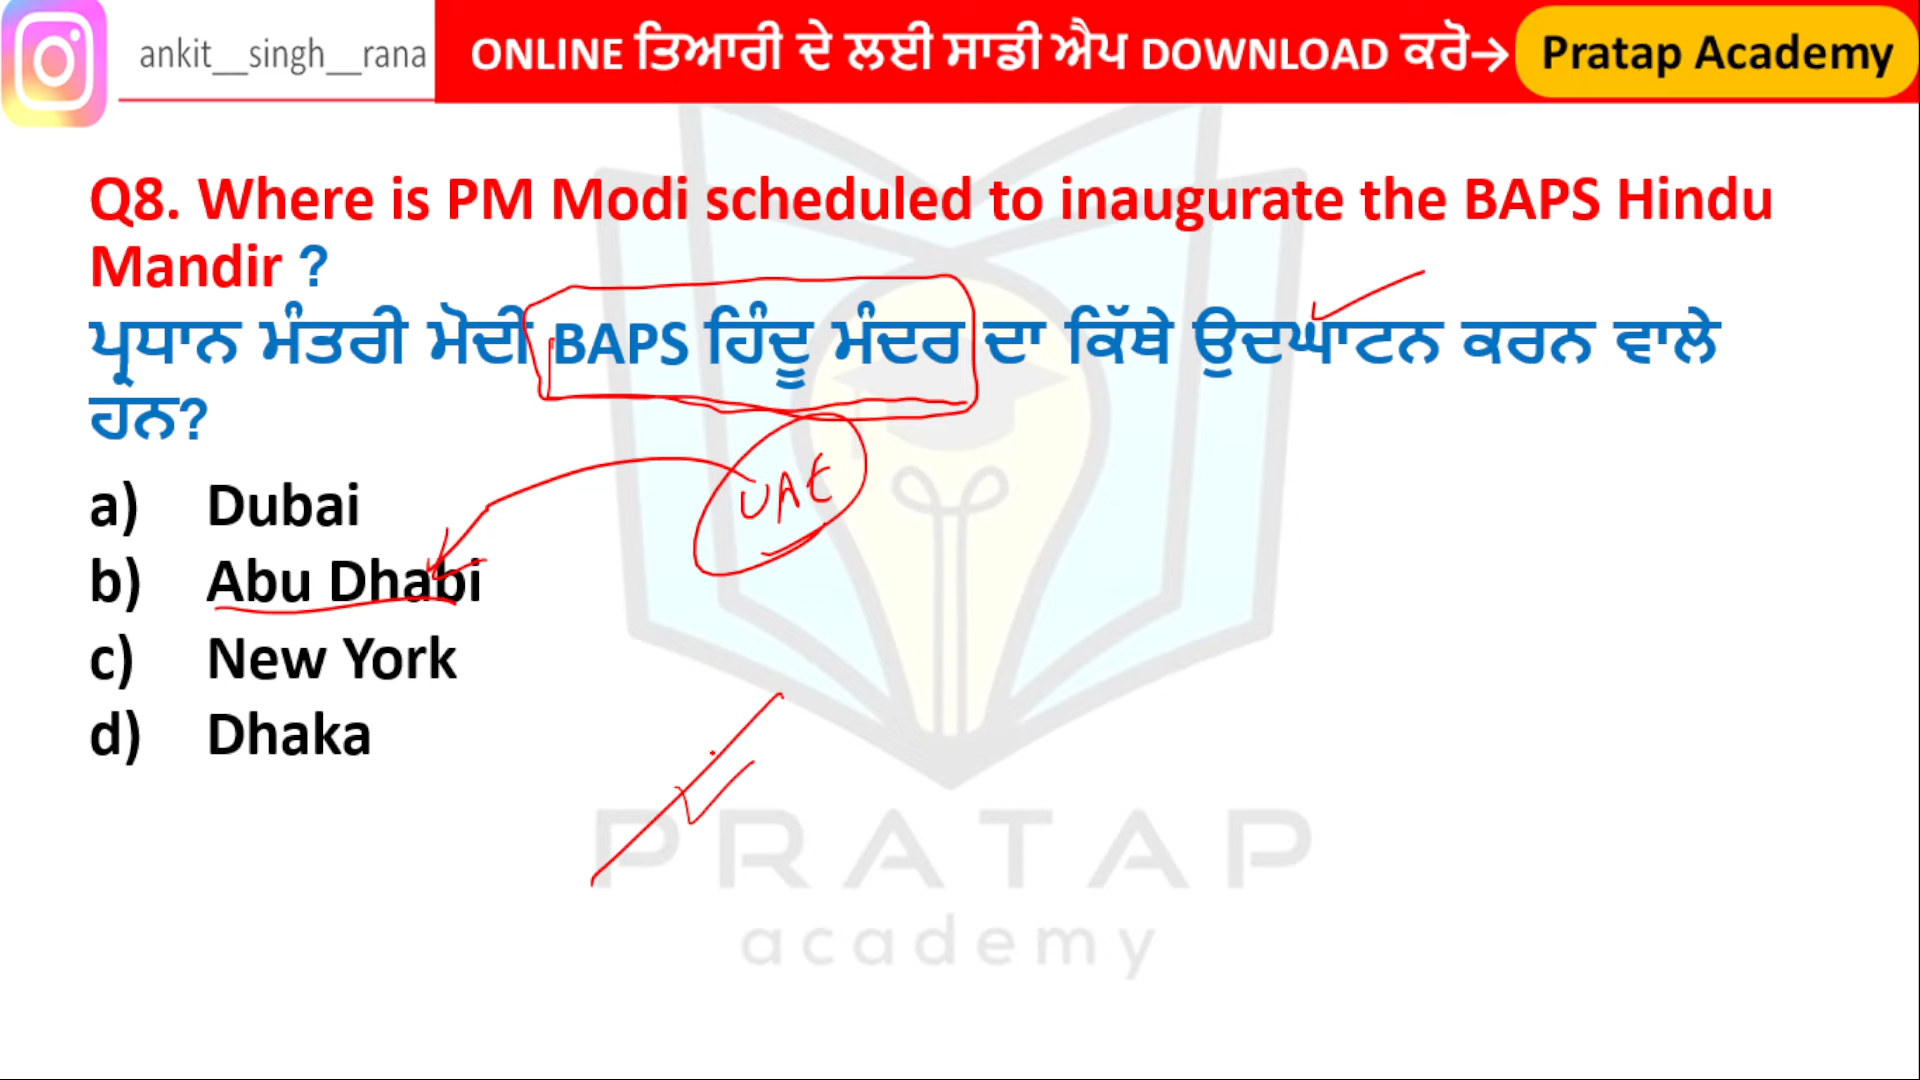 ankit__singh__rana
ONLINE ਤਿਆਰੀ ਦੇ ਲਈ ਸਾਡੀ ਐਪ DOWNLOAD ਕਰੋ→
Pratap Academy
Q8. Where is PM Modi scheduled to inaugurate the BAPS Hindu
Mandir ?
ਪ੍ਰਧਾਨ ਮੰਤਰੀ ਮੋਦੀ BAPS ਹਿੰਦੂ ਮੰਦਰ ਦਾ ਕਿੱਥੇ ਉਦਘਾਟਨ ਕਰਨ ਵਾਲੇ
ਹਨ?
UAE
a) Dubai
b) Abu Dhabi
c) New York
d) Dhaka
PRATAP
academy